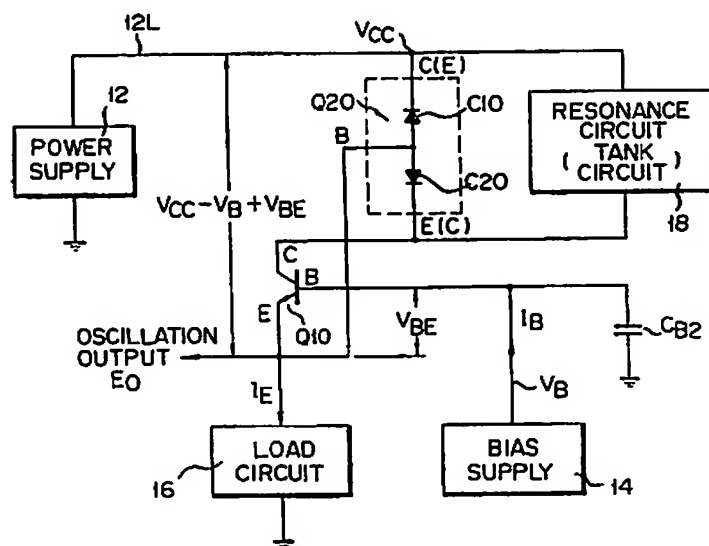 12L
VCC
C(E)
12
Q20
C10
POWER
SUPPLY
B
RESONANCE
CIRCUIT
( TANK )
CIRCUIT
C20
VCC-VB+VBE
E(C)
18
C
B
E
Q10
VBE
IB
CB2
OSCILLATION
OUTPUT
EO
IE
VB
LOAD
CIRCUIT
BIAS
SUPPLY
16
14